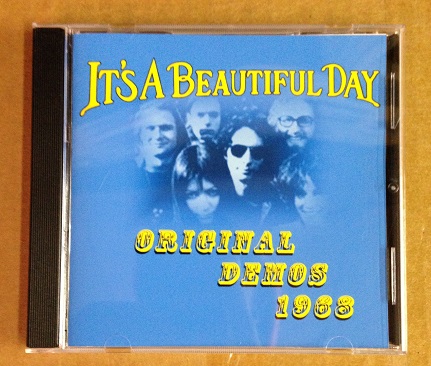 IT'S A BEAUTIFUL DAY
ORIGINAL
DEMOS
1968